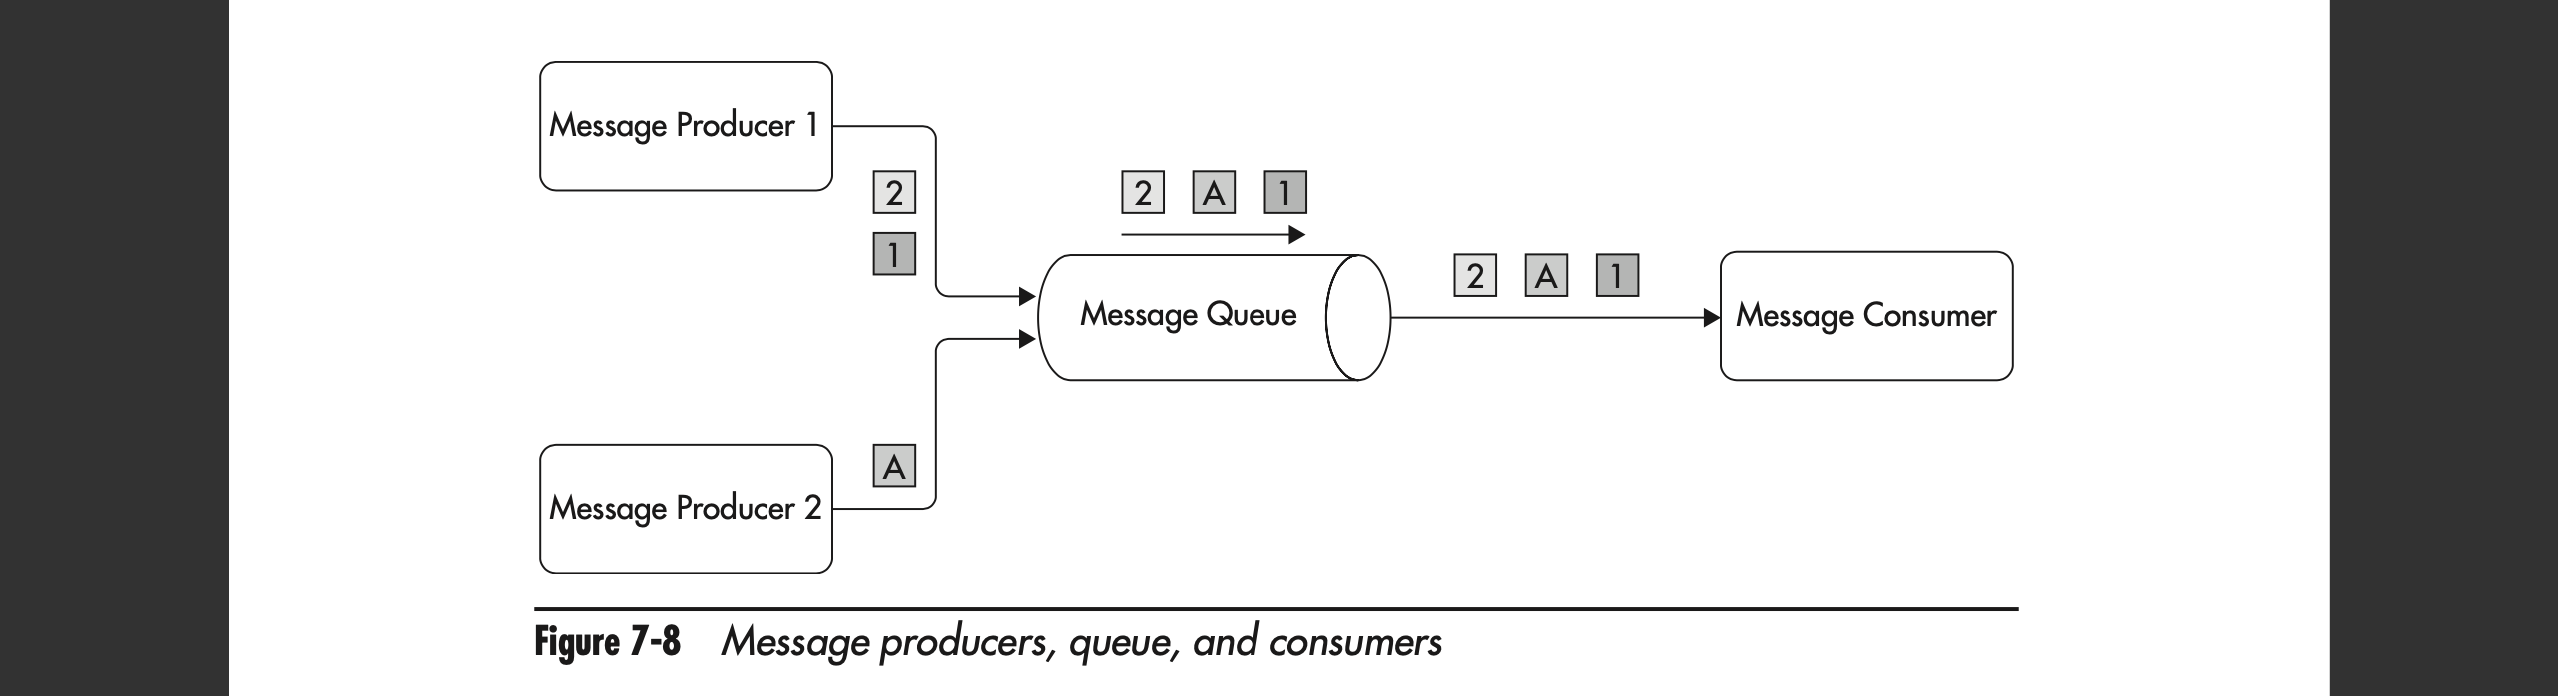 Message Producer 1
2
1
2 A 1
2 A 1
Message Queue
Message Consumer
A
Message Producer 2
Figure 7-8 Message producers, queue, and consumers